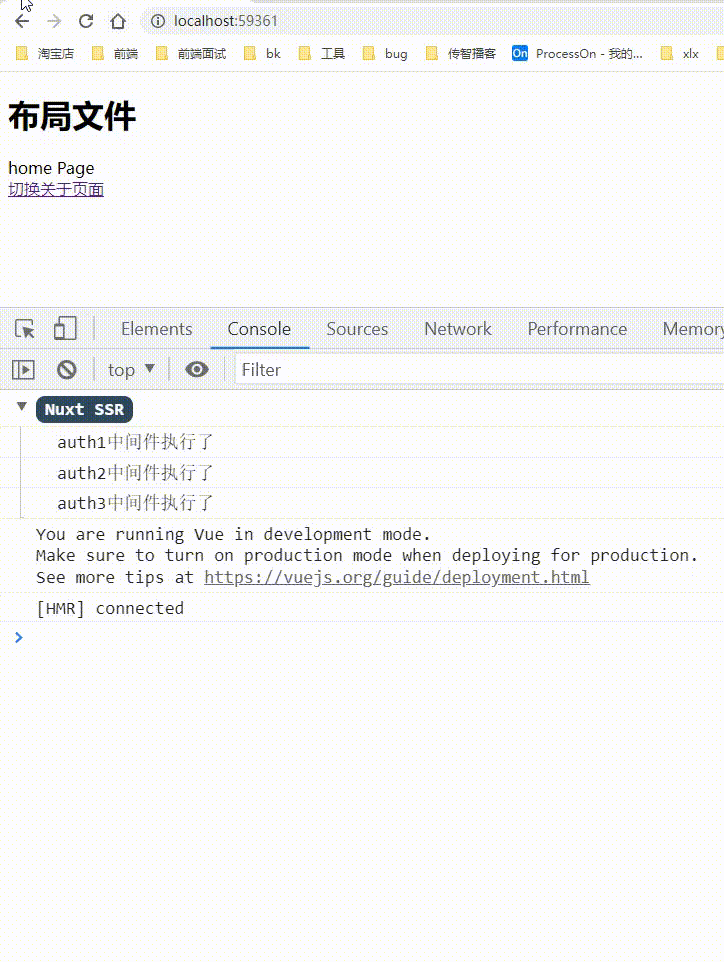 localhost:59361
淘宝店 前端 前端面试 bk 工具 bug 传智播客 On ProcessOn - 我的... xlx
布局文件
home Page
切换关于页面
Elements Console Sources Network Performance Memory
top Filter
Nuxt SSR
auth1中间件执行了
auth2中间件执行了
auth3中间件执行了
You are running Vue in development mode.
Make sure to turn on production mode when deploying for production.
See more tips at https://vuejs.org/guide/deployment.html
[HMR] connected